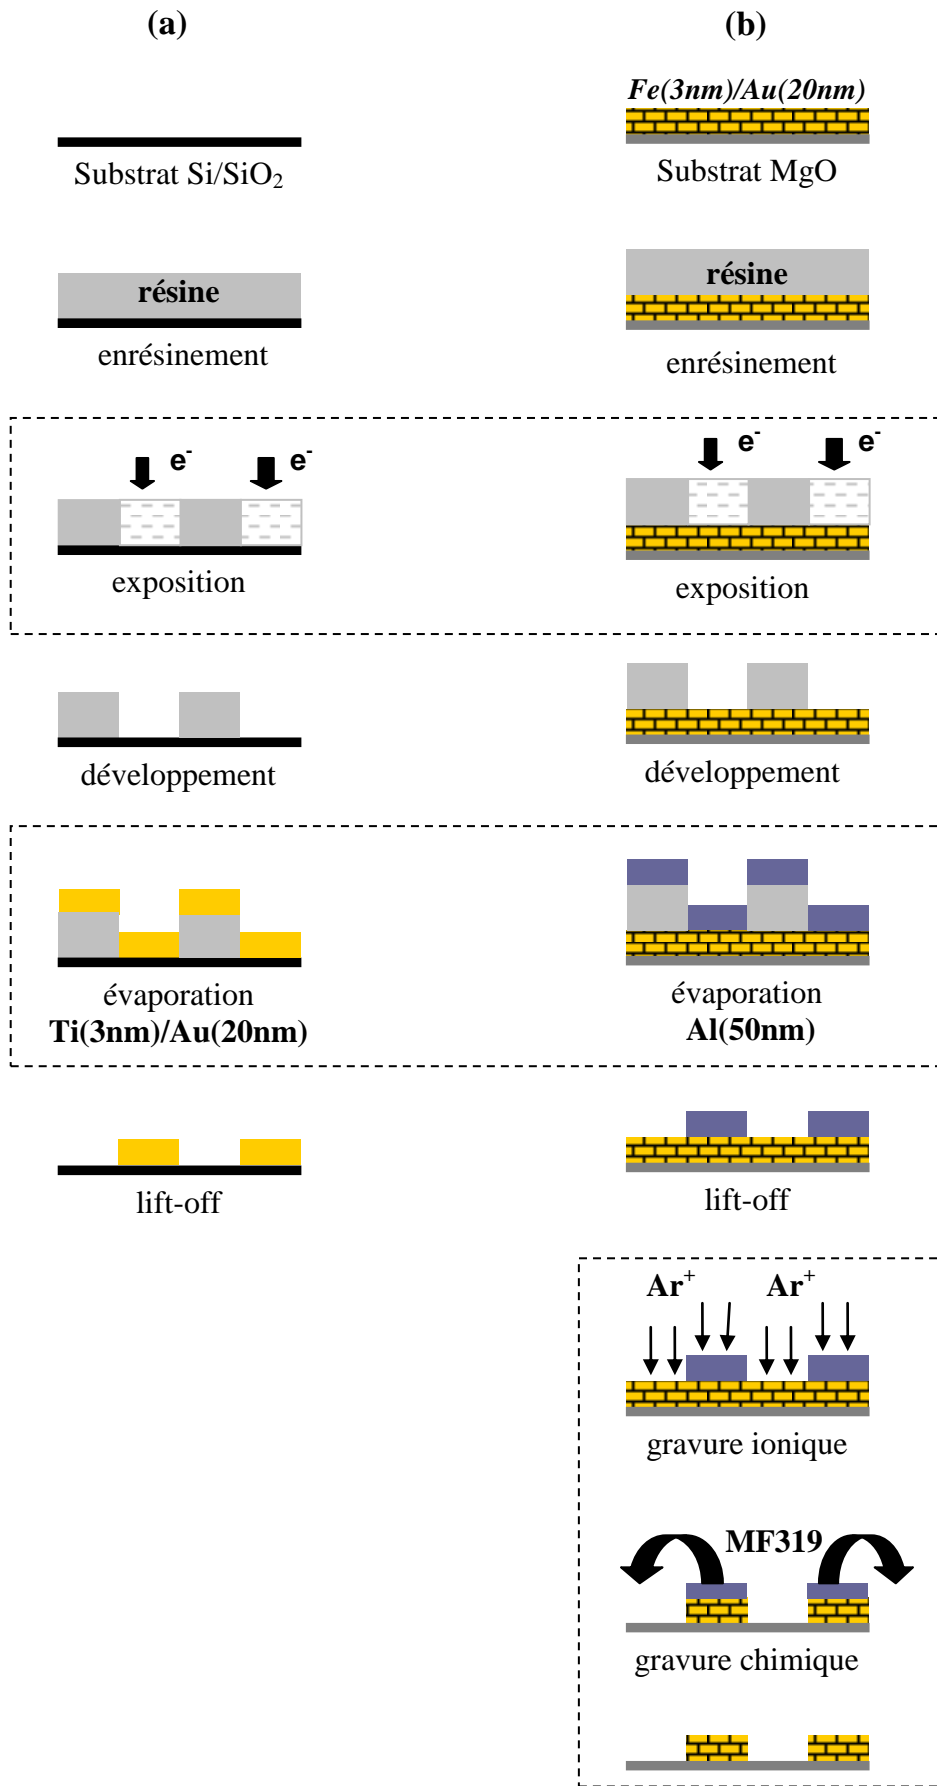 (a) (b)
Fe(3nm)/Au(20nm)
Substrat Si/SiO₂ Substrat MgO
résine résine
enrésinement enrésinement
e⁻ e⁻ e⁻ e⁻
exposition exposition
développement développement
évaporation évaporation
Ti(3nm)/Au(20nm) Al(50nm)
lift-off lift-off
Ar⁺ Ar⁺
gravure ionique
MF319
gravure chimique